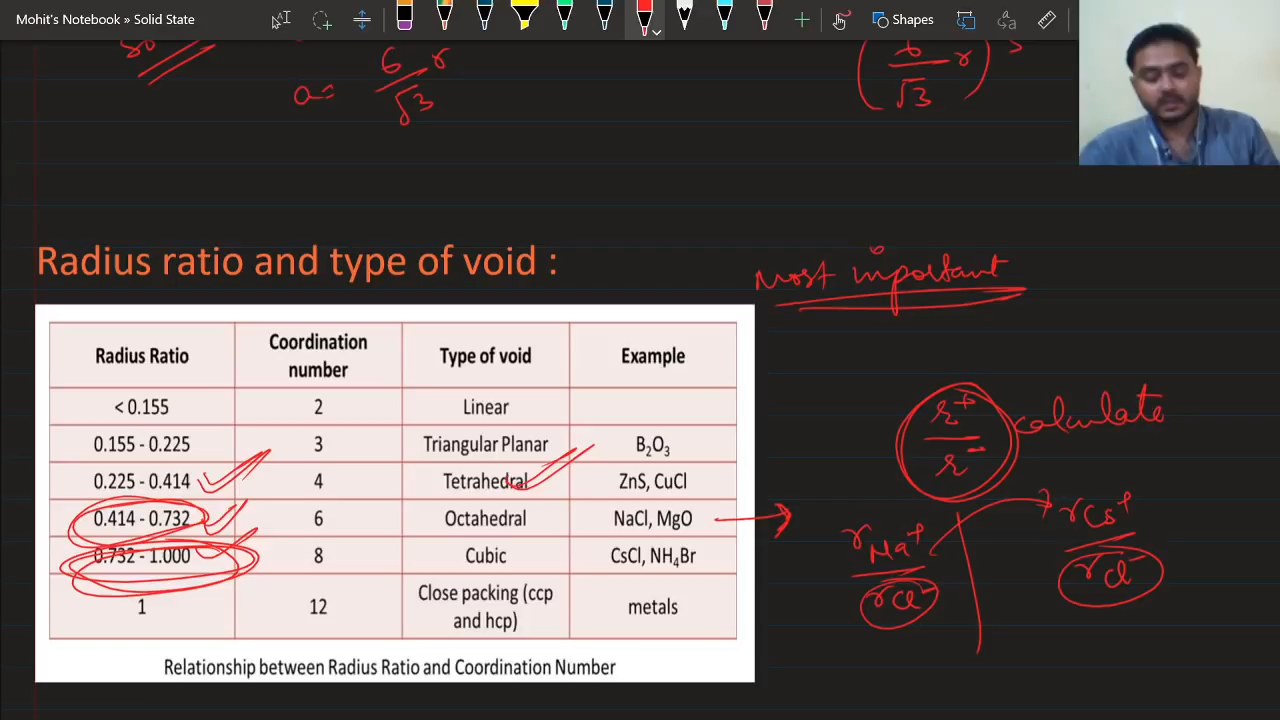 Mohit's Notebook » Solid State
Shapes
a = 6/√3 r
(6/√3 r)³
Radius ratio and type of void :
Most important
Radius Ratio Coordination number Type of void Example
< 0.155 2 Linear
0.155 - 0.225 3 Triangular Planar B₂O₃
0.225 - 0.414 4 Tetrahedral ZnS, CuCl
0.414 - 0.732 6 Octahedral NaCl, MgO
0.732 - 1.000 8 Cubic CsCl, NH₄Br
1 12 Close packing (ccp and hcp) metals
Relationship between Radius Ratio and Coordination Number
r⁺/r⁻ calculate
rNa⁺/rCl⁻
rCs⁺/rCl⁻